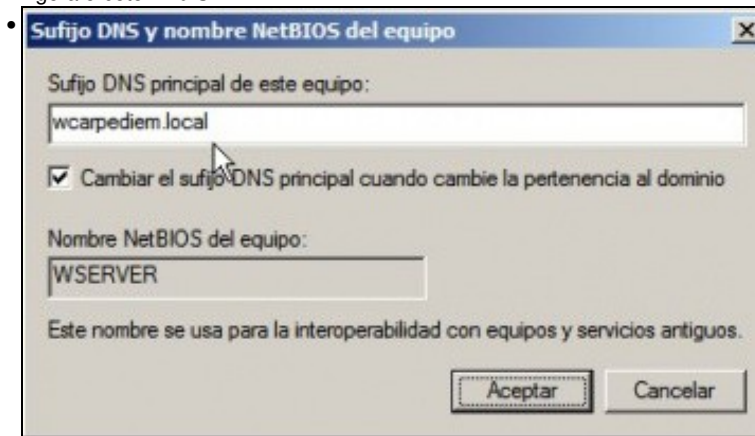 Sufijo DNS y nombre NetBIOS del equipo
Sufijo DNS principal de este equipo:
wcarpediem.local
Cambiar el sufijo DNS principal cuando cambie la pertenencia al dominio
Nombre NetBIOS del equipo:
WSERVER
Este nombre se usa para la interoperabilidad con equipos y servicios antiguos.
Aceptar Cancelar